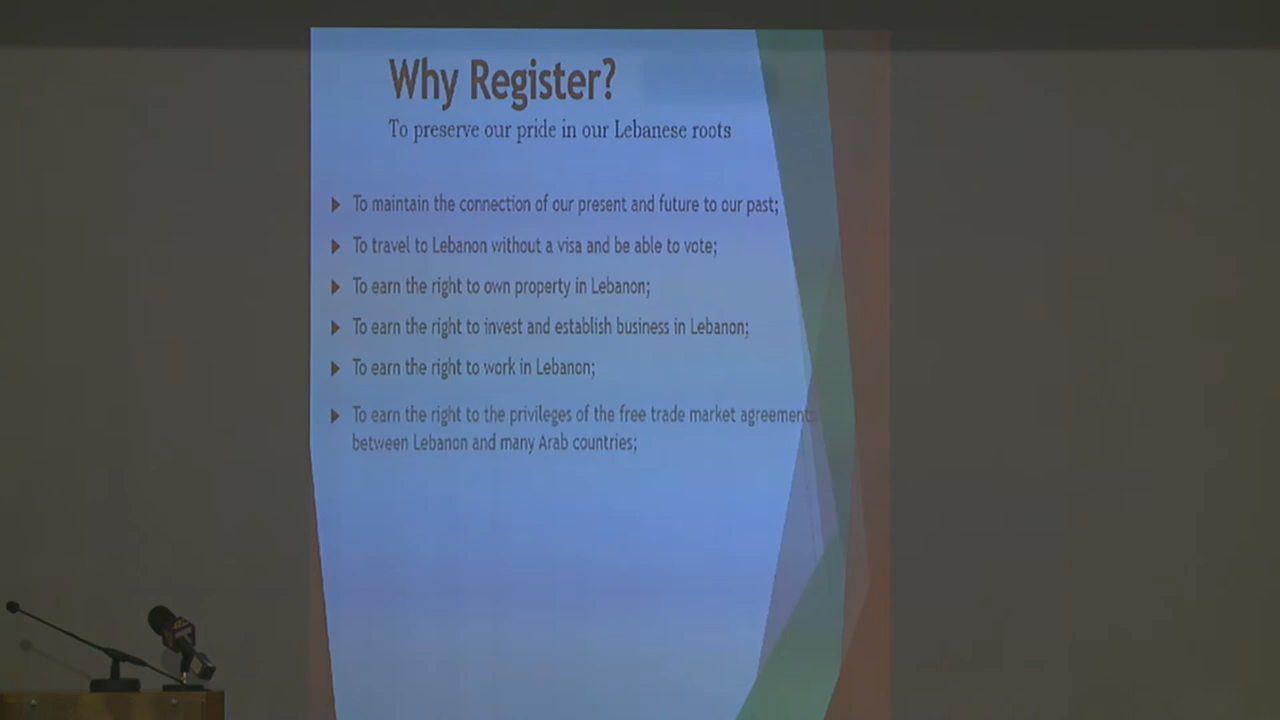 Why Register?
To preserve our pride in our Lebanese roots
To maintain the connection of our present and future to our past;
To travel to Lebanon without a visa and be able to vote;
To earn the right to own property in Lebanon;
To earn the right to invest and establish business in Lebanon;
To earn the right to work in Lebanon;
To earn the right to the privileges of the free trade market agreements
between Lebanon and many Arab countries;